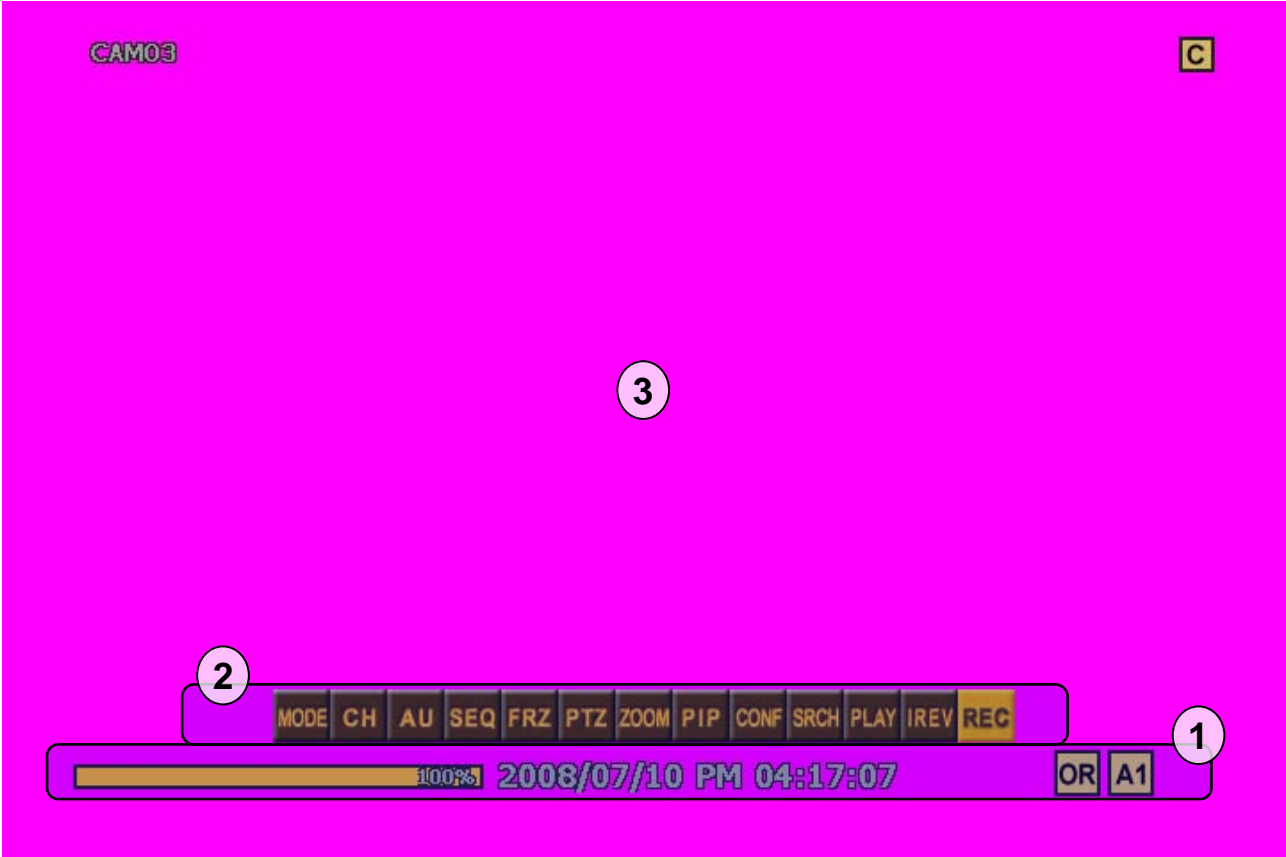 CAM03 C
3
2
MODE CH AU SEQ FRZ PTZ ZOOM PIP CONF SRCH PLAY IREV REC
1
100% 2008/07/10 PM 04:17:07 OR A1